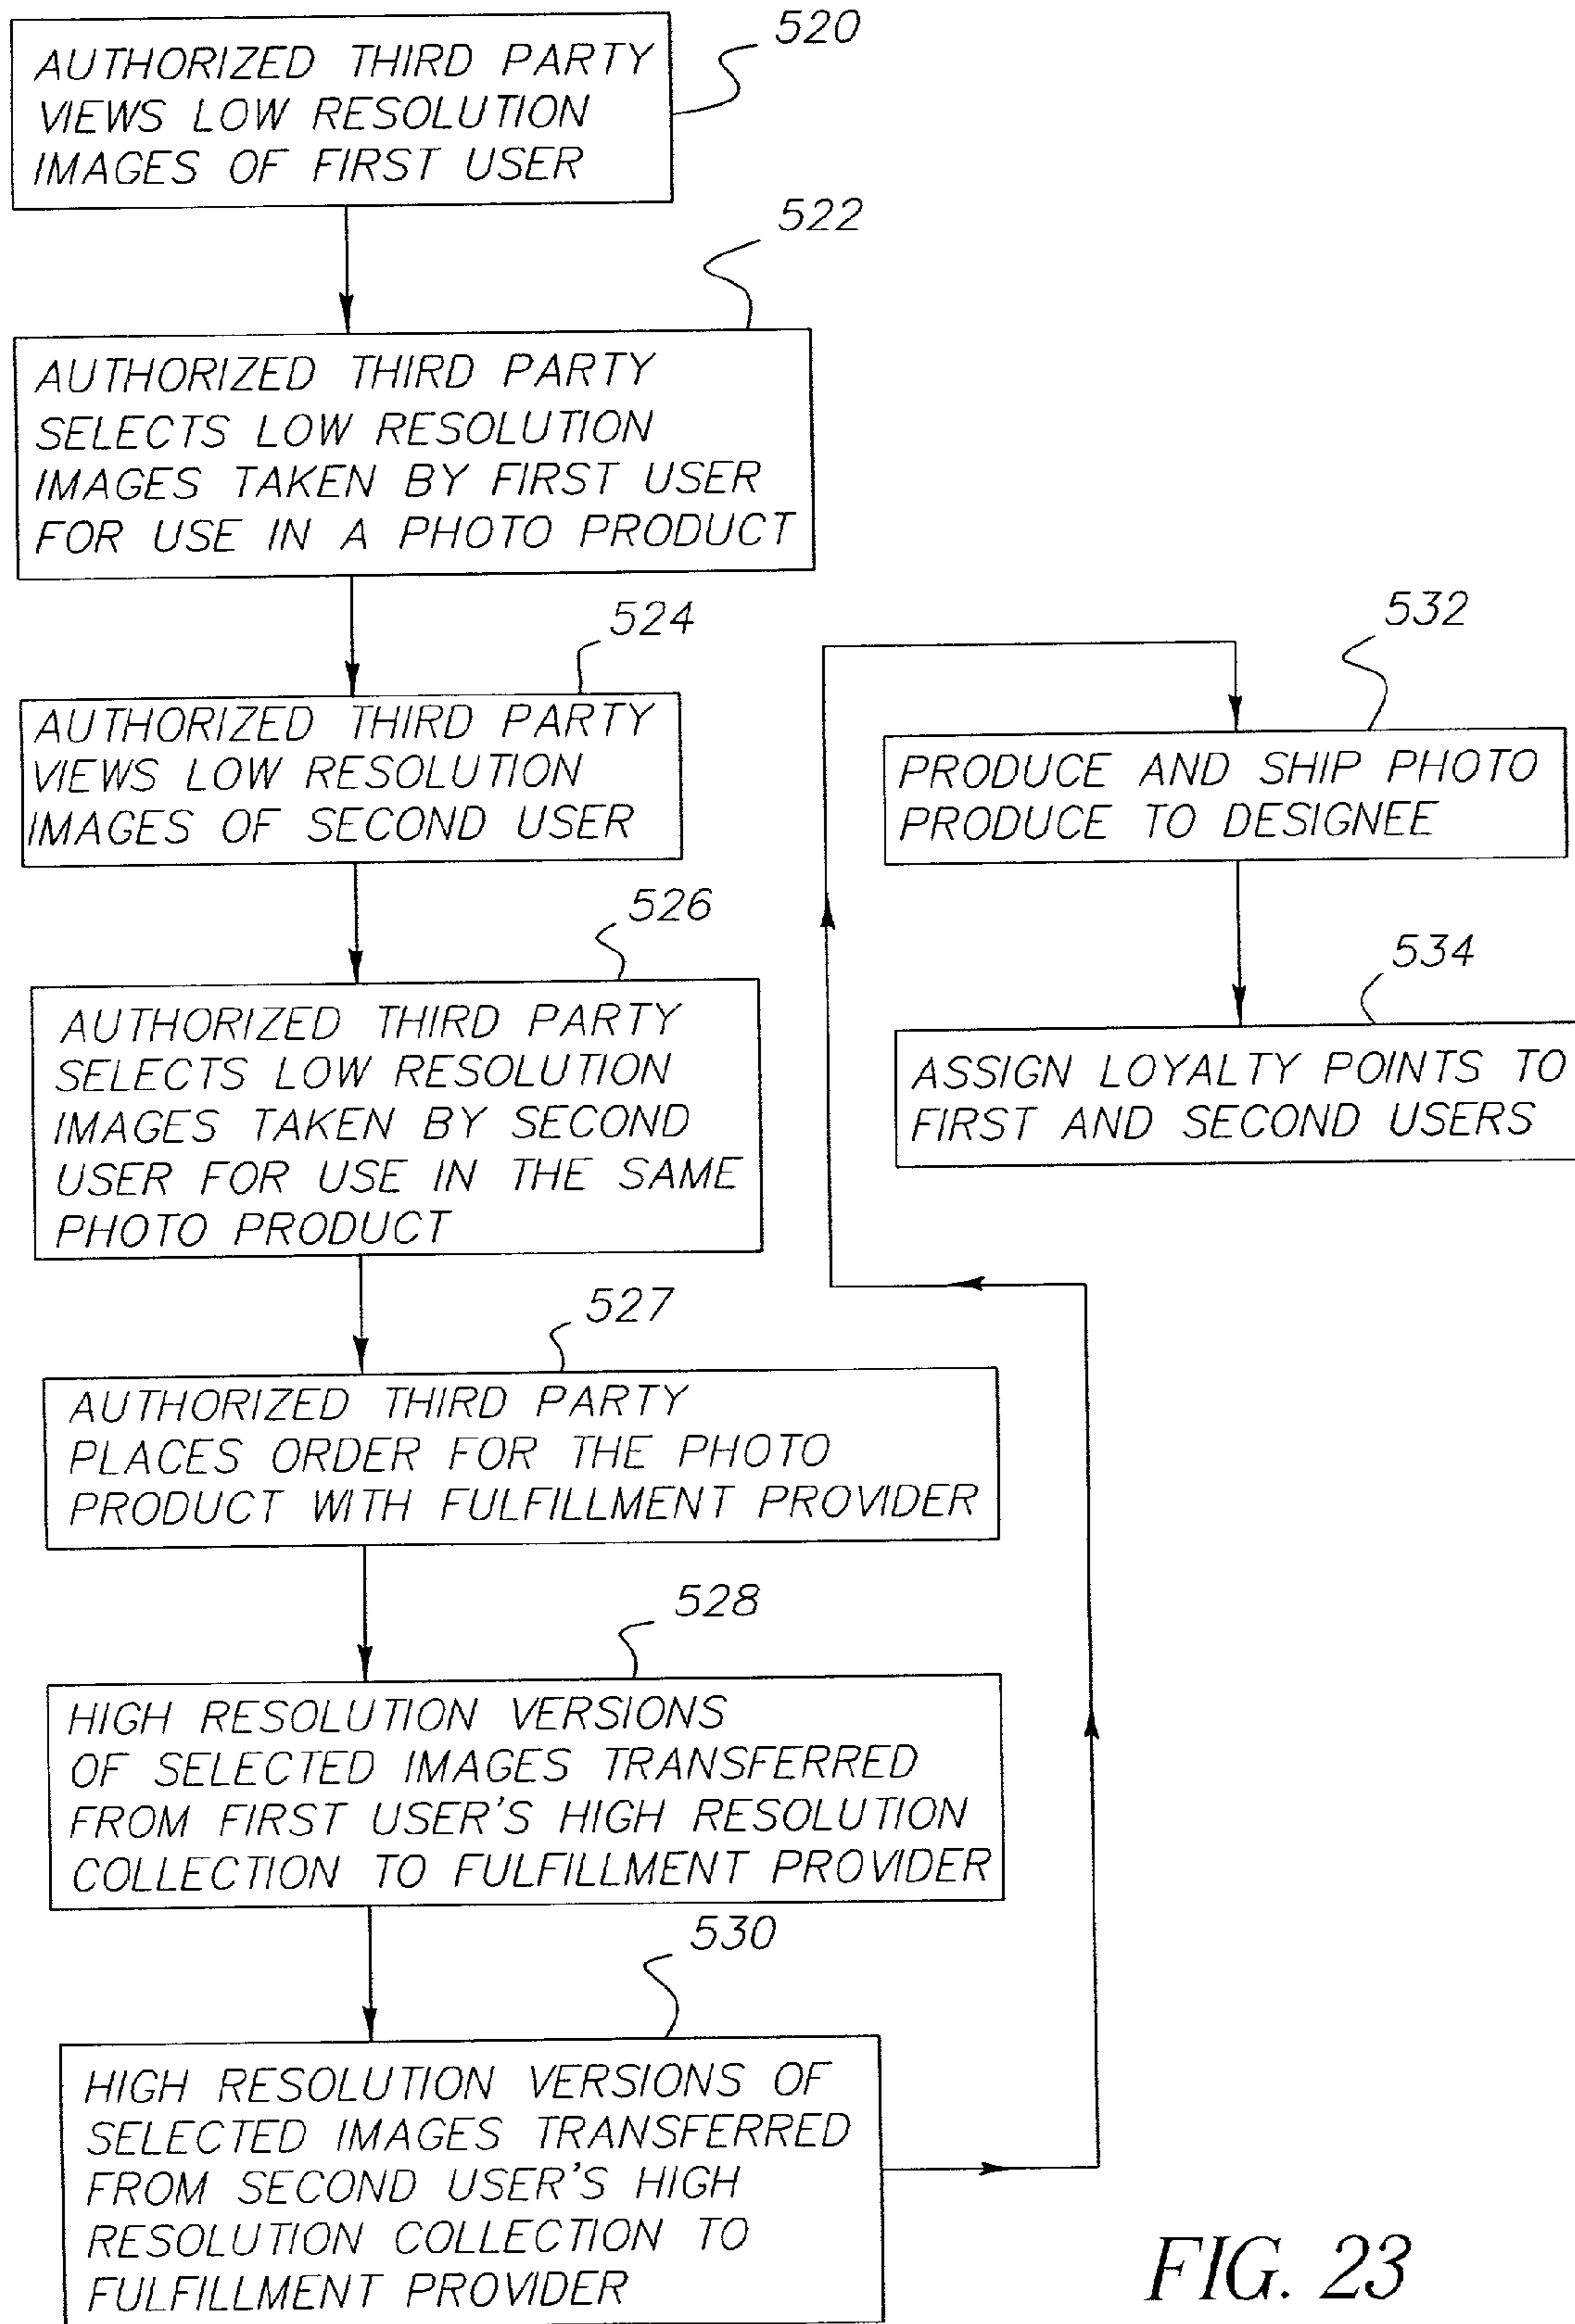 520
AUTHORIZED THIRD PARTY
VIEWS LOW RESOLUTION
IMAGES OF FIRST USER
522
AUTHORIZED THIRD PARTY
SELECTS LOW RESOLUTION
IMAGES TAKEN BY FIRST USER
FOR USE IN A PHOTO PRODUCT
524
AUTHORIZED THIRD PARTY
VIEWS LOW RESOLUTION
IMAGES OF SECOND USER
526
AUTHORIZED THIRD PARTY
SELECTS LOW RESOLUTION
IMAGES TAKEN BY SECOND
USER FOR USE IN THE SAME
PHOTO PRODUCT
527
AUTHORIZED THIRD PARTY
PLACES ORDER FOR THE PHOTO
PRODUCT WITH FULFILLMENT PROVIDER
528
HIGH RESOLUTION VERSIONS
OF SELECTED IMAGES TRANSFERRED
FROM FIRST USER'S HIGH RESOLUTION
COLLECTION TO FULFILLMENT PROVIDER
530
HIGH RESOLUTION VERSIONS OF
SELECTED IMAGES TRANSFERRED
FROM SECOND USER'S HIGH
RESOLUTION COLLECTION TO
FULFILLMENT PROVIDER
532
PRODUCE AND SHIP PHOTO
PRODUCE TO DESIGNEE
534
ASSIGN LOYALTY POINTS TO
FIRST AND SECOND USERS
FIG. 23